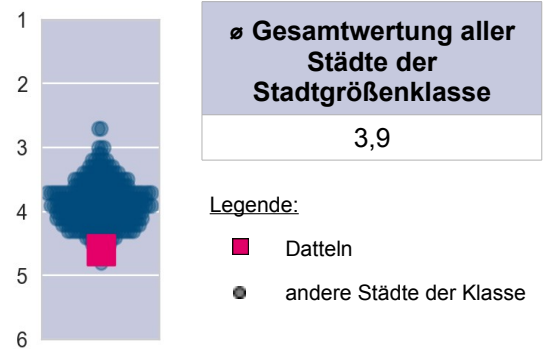 1
2
3
4
5
6
⌀ Gesamtwertung aller
Städte der
Stadtgrößenklasse
3,9
Legende:
Datteln
andere Städte der Klasse